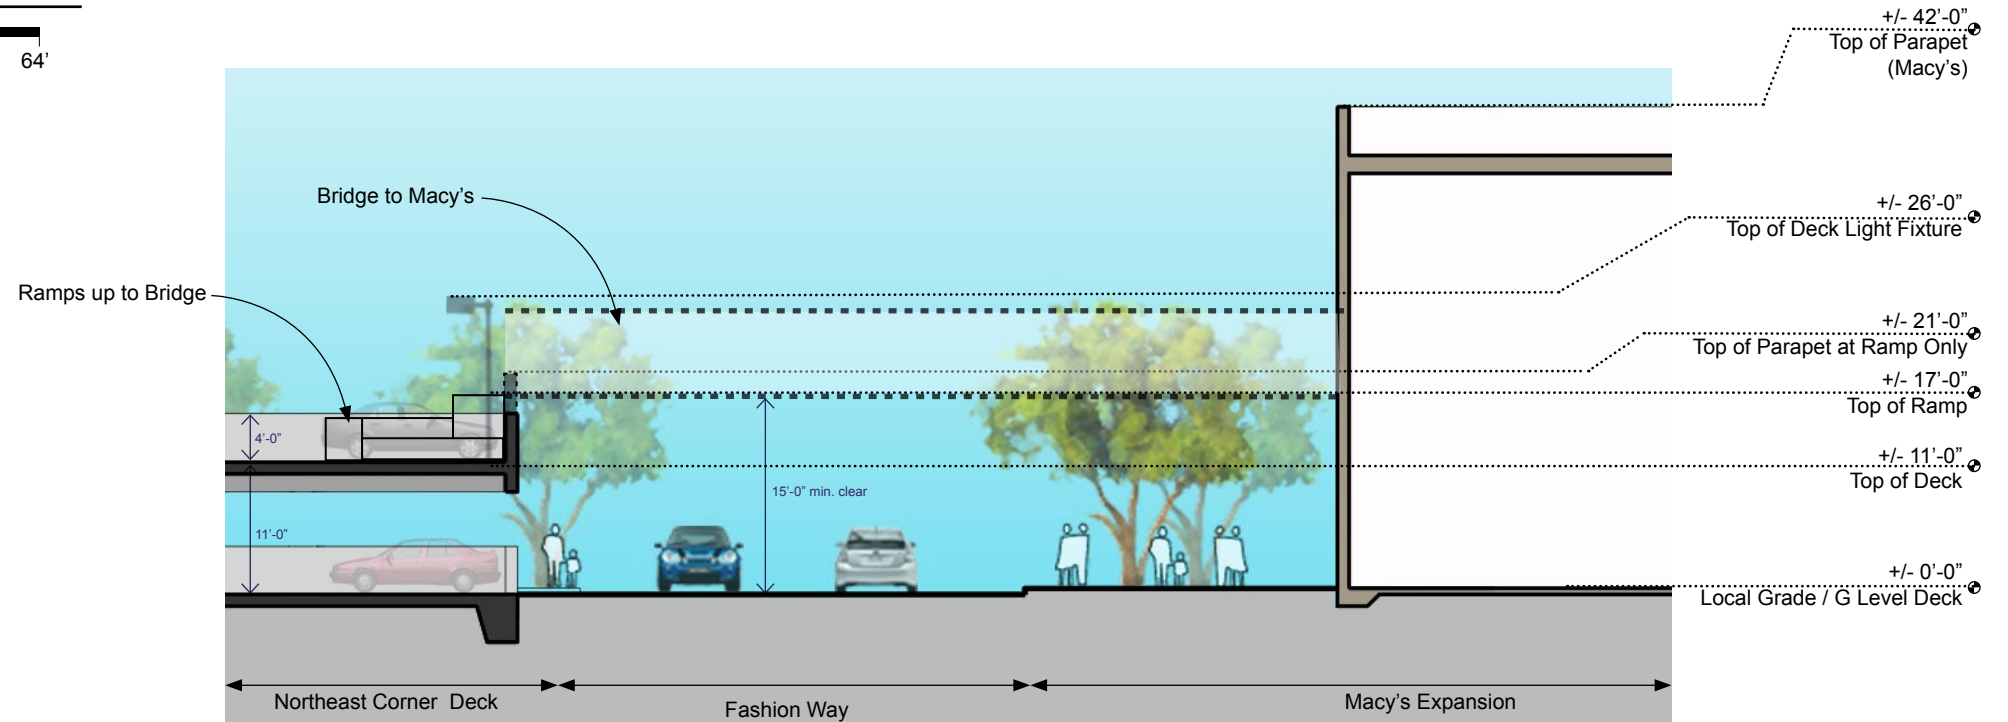 64’
+/- 42’-0”
Top of Parapet
(Macy’s)
Bridge to Macy’s
+/- 26’-0”
Top of Deck Light Fixture
Ramps up to Bridge
+/- 21’-0”
Top of Parapet at Ramp Only
+/- 17’-0”
Top of Ramp
4’-0”
+/- 11’-0”
Top of Deck
15’-0” min. clear
11’-0”
+/- 0’-0”
Local Grade / G Level Deck
Northeast Corner Deck
Fashion Way
Macy’s Expansion